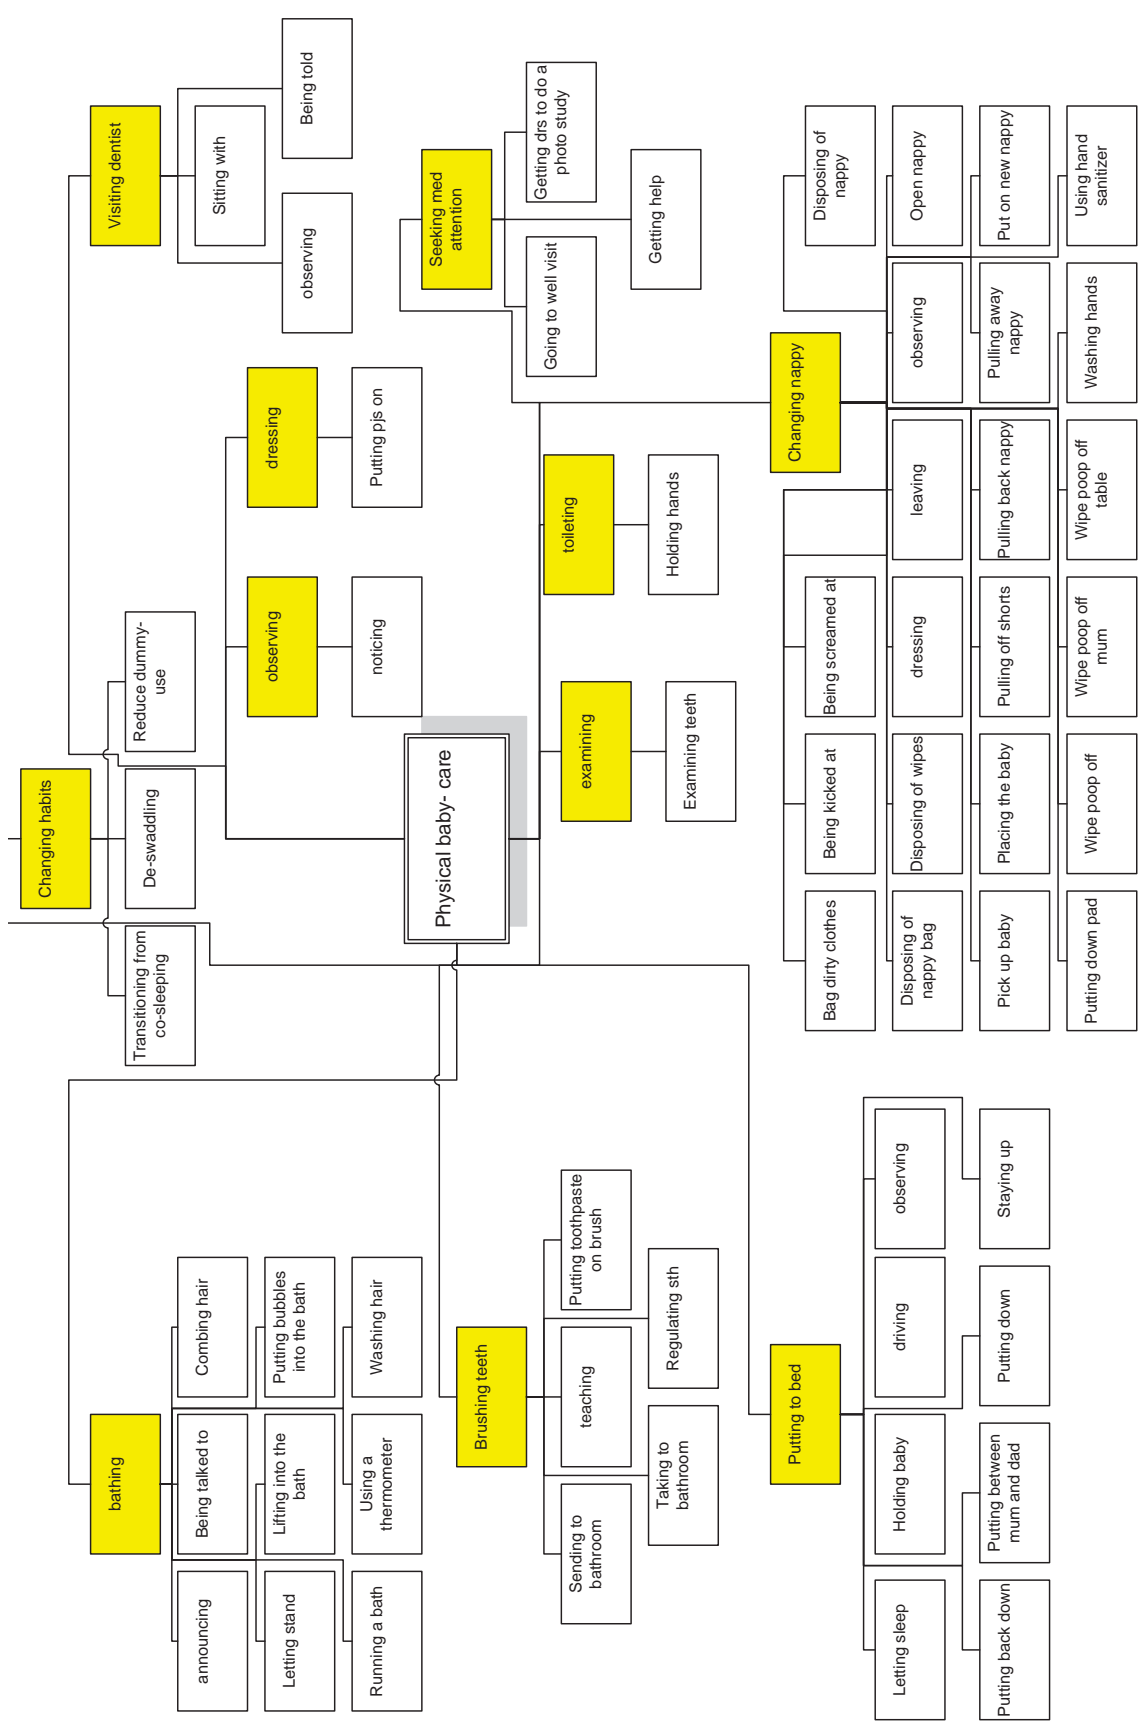 Changing habits
Transitioning from
co-sleeping
De-swaddling
Reduce dummy-
use
Visiting dentist
Sitting with
observing
Being told
bathing
announcing
Being talked to
Combing hair
Letting stand
Lifting into the
bath
Putting bubbles
into the bath
Running a bath
Using a
thermometer
Washing hair
observing
noticing
dressing
Putting pjs on
Physical baby- care
Seeking med
attention
Going to well visit
Getting drs to do a
photo study
Getting help
Brushing teeth
Sending to
bathroom
teaching
Putting toothpaste
on brush
Taking to
bathroom
Regulating sth
examining
Examining teeth
toileting
Holding hands
Putting to bed
Letting sleep
Holding baby
driving
observing
Putting back down
Putting between
mum and dad
Putting down
Staying up
Changing nappy
Bag dirty clothes
Being kicked at
Being screamed at
Disposing of
nappy
Disposing of
nappy bag
Disposing of wipes
dressing
leaving
observing
Open nappy
Pick up baby
Placing the baby
Pulling off shorts
Pulling back nappy
Pulling away
nappy
Put on new nappy
Putting down pad
Wipe poop off
Wipe poop off
mum
Wipe poop off
table
Washing hands
Using hand
sanitizer